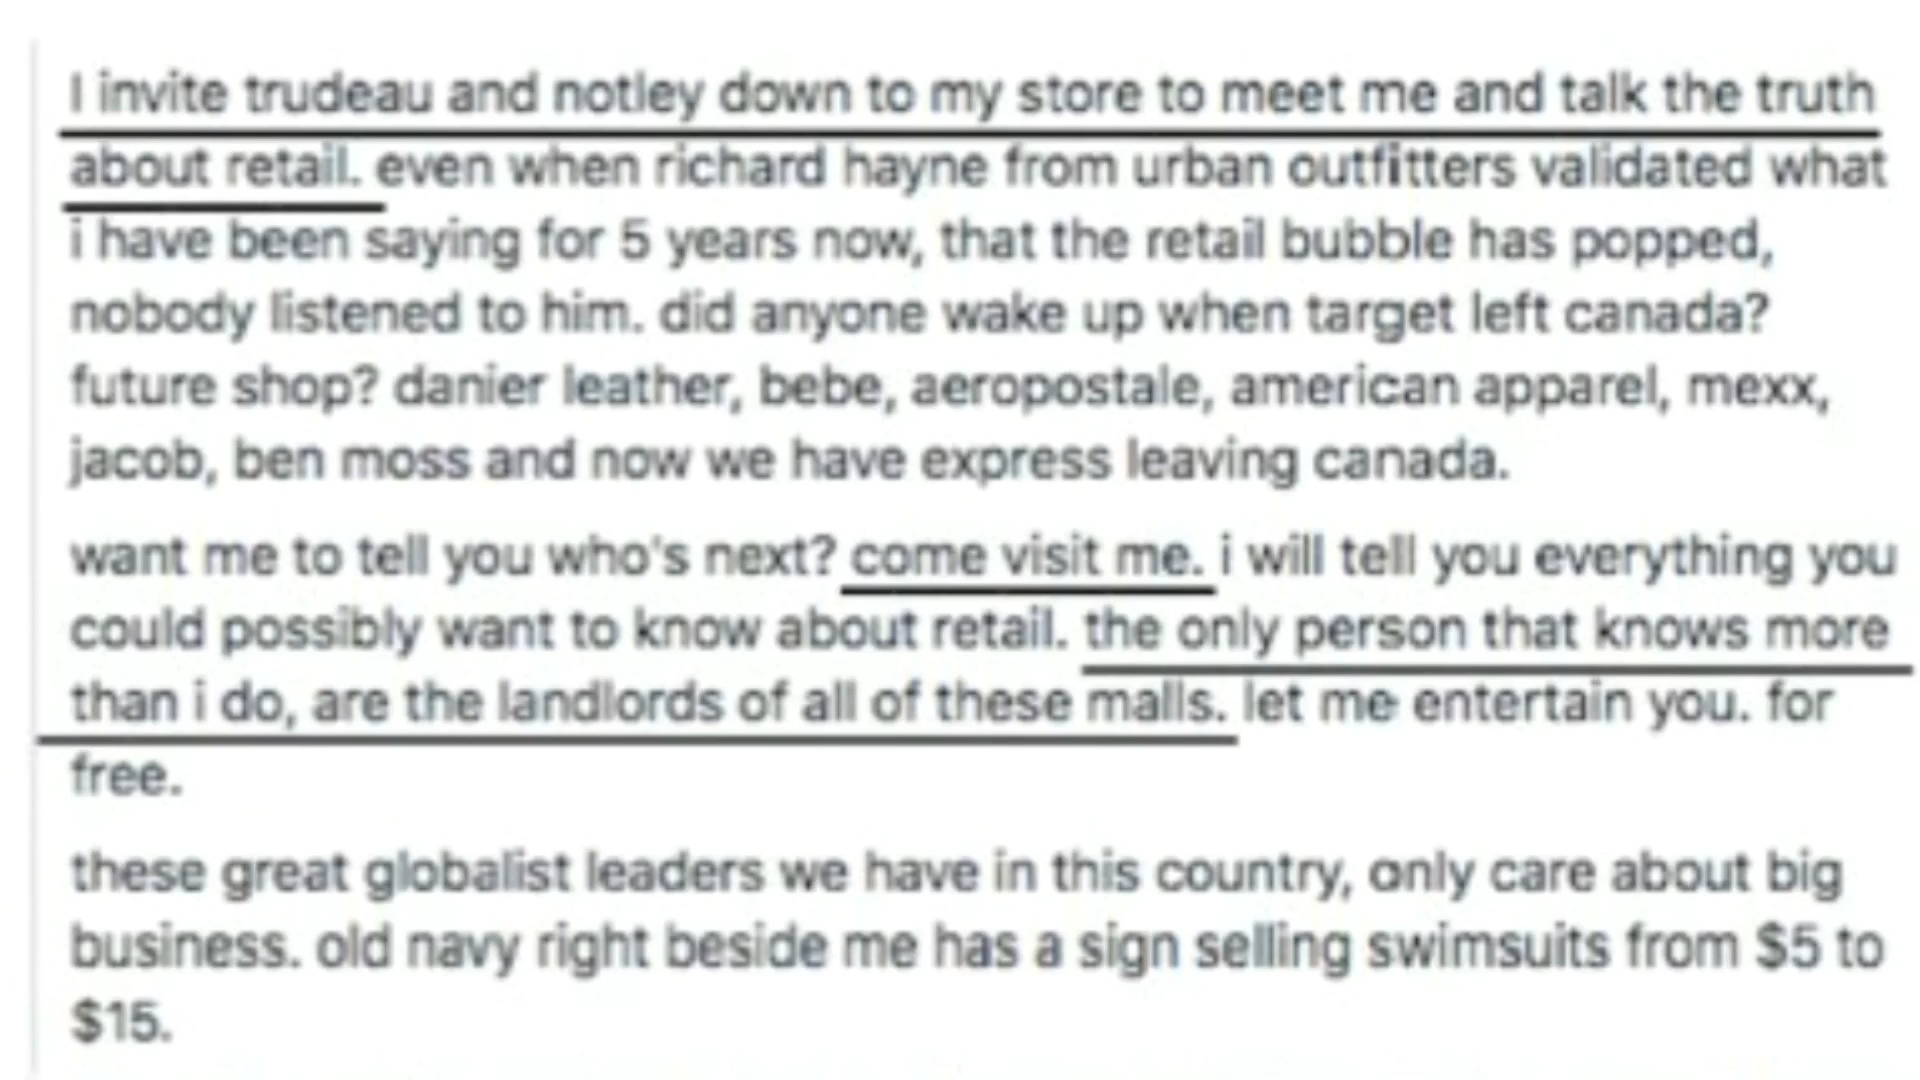 I invite trudeau and notley down to my store to meet me and talk the truth
about retail. even when richard hayne from urban outfitters validated what
i have been saying for 5 years now, that the retail bubble has popped,
nobody listened to him. did anyone wake up when target left canada?
future shop? danier leather, bebe, aeropostale, american apparel, mexx,
jacob, ben moss and now we have express leaving canada.
want me to tell you who's next? come visit me. i will tell you everything you
could possibly want to know about retail. the only person that knows more
than i do, are the landlords of all of these malls. let me entertain you. for
free.
these great globalist leaders we have in this country, only care about big
business. old navy right beside me has a sign selling swimsuits from $5 to
$15.